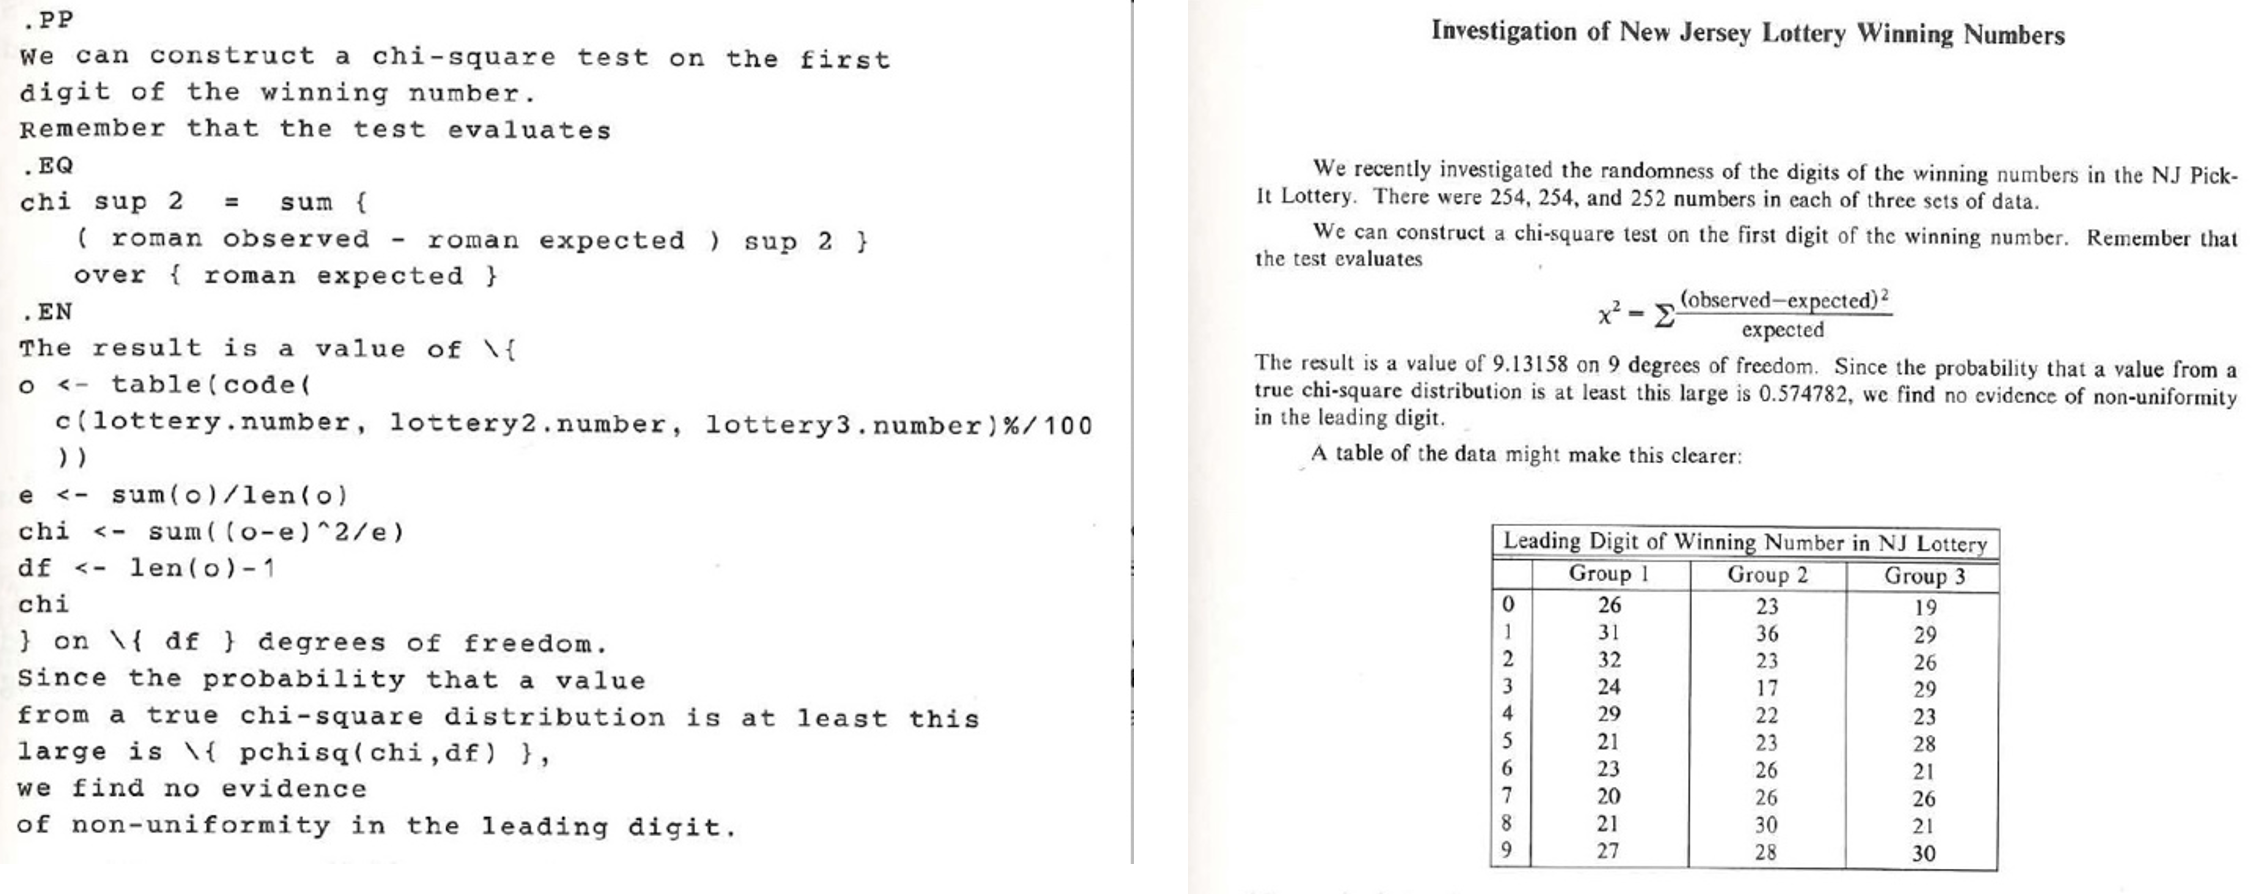 .PP
We can construct a chi-square test on the first
digit of the winning number.
Remember that the test evaluates
.EQ
chi sup 2  =  sum {
( roman observed - roman expected ) sup 2 }
over { roman expected }
.EN
The result is a value of \{
o <- table(code(
c(lottery.number, lottery2.number, lottery3.number)%/100
))
e <- sum(o)/len(o)
chi <- sum((o-e)^2/e)
df <- len(o)-1
chi
} on \{ df } degrees of freedom.
Since the probability that a value
from a true chi-square distribution is at least this
large is \{ pchisq(chi,df) },
we find no evidence
of non-uniformity in the leading digit.
Investigation of New Jersey Lottery Winning Numbers
We recently investigated the randomness of the digits of the winning numbers in the NJ Pick-
It Lottery. There were 254, 254, and 252 numbers in each of three sets of data.
We can construct a chi-square test on the first digit of the winning number. Remember that
the test evaluates
χ² = Σ (observed−expected)²
expected
The result is a value of 9.13158 on 9 degrees of freedom. Since the probability that a value from a
true chi-square distribution is at least this large is 0.574782, we find no evidence of non-uniformity
in the leading digit.
A table of the data might make this clearer:
Leading Digit of Winning Number in NJ Lottery
Group 1 Group 2 Group 3
0 26 23 19
1 31 36 29
2 32 23 26
3 24 17 29
4 29 22 23
5 21 23 28
6 23 26 21
7 20 26 26
8 21 30 21
9 27 28 30